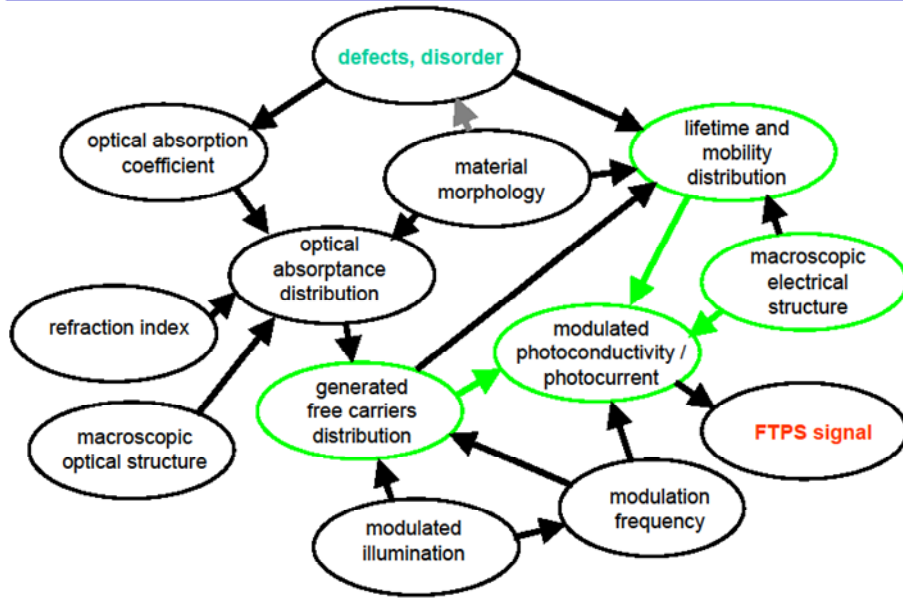 defects, disorder
optical absorption
coefficient
material
morphology
lifetime and
mobility
distribution
optical
absorptance
distribution
macroscopic
electrical
structure
refraction index
modulated
photoconductivity /
photocurrent
generated
free carriers
distribution
macroscopic
optical structure
FTPS signal
modulation
frequency
modulated
illumination